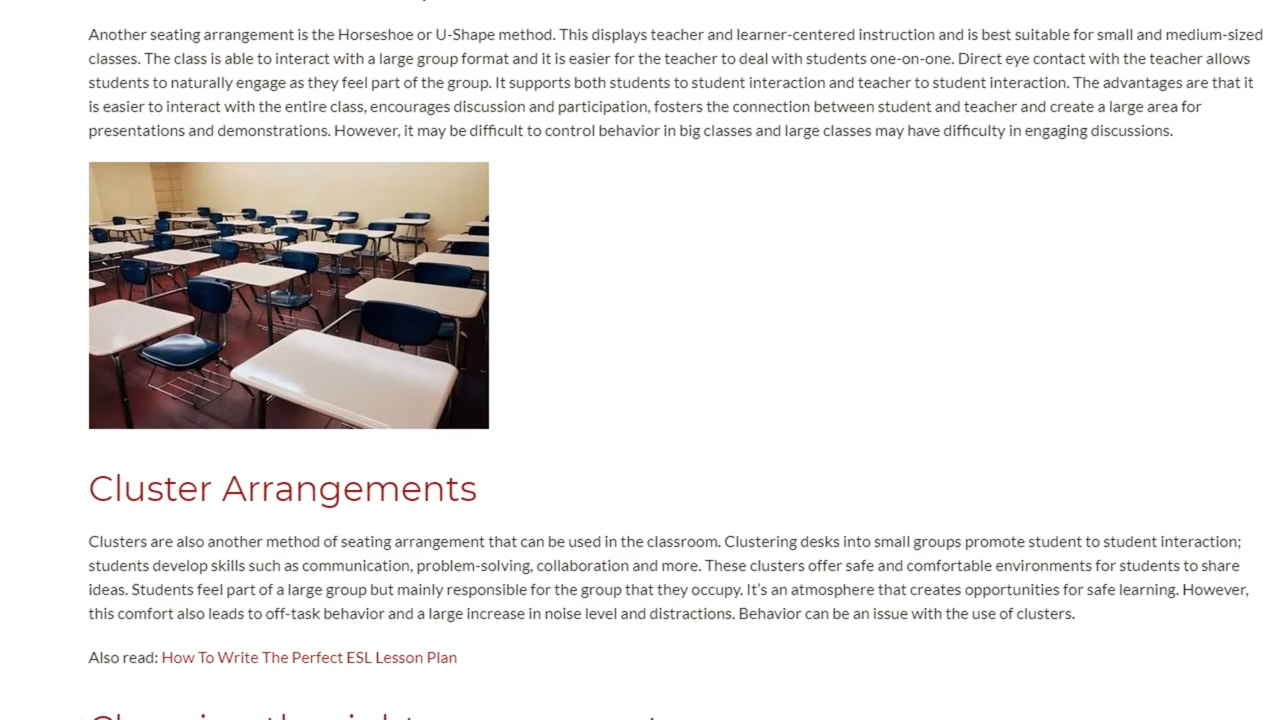 Another seating arrangement is the Horseshoe or U-Shape method. This displays teacher and learner-centered instruction and is best suitable for small and medium-sized
classes. The class is able to interact with a large group format and it is easier for the teacher to deal with students one-on-one. Direct eye contact with the teacher allows
students to naturally engage as they feel part of the group. It supports both students to student interaction and teacher to student interaction. The advantages are that it
is easier to interact with the entire class, encourages discussion and participation, fosters the connection between student and teacher and create a large area for
presentations and demonstrations. However, it may be difficult to control behavior in big classes and large classes may have difficulty in engaging discussions.
Cluster Arrangements
Clusters are also another method of seating arrangement that can be used in the classroom. Clustering desks into small groups promote student to student interaction;
students develop skills such as communication, problem-solving, collaboration and more. These clusters offer safe and comfortable environments for students to share
ideas. Students feel part of a large group but mainly responsible for the group that they occupy. It’s an atmosphere that creates opportunities for safe learning. However,
this comfort also leads to off-task behavior and a large increase in noise level and distractions. Behavior can be an issue with the use of clusters.
Also read: How To Write The Perfect ESL Lesson Plan